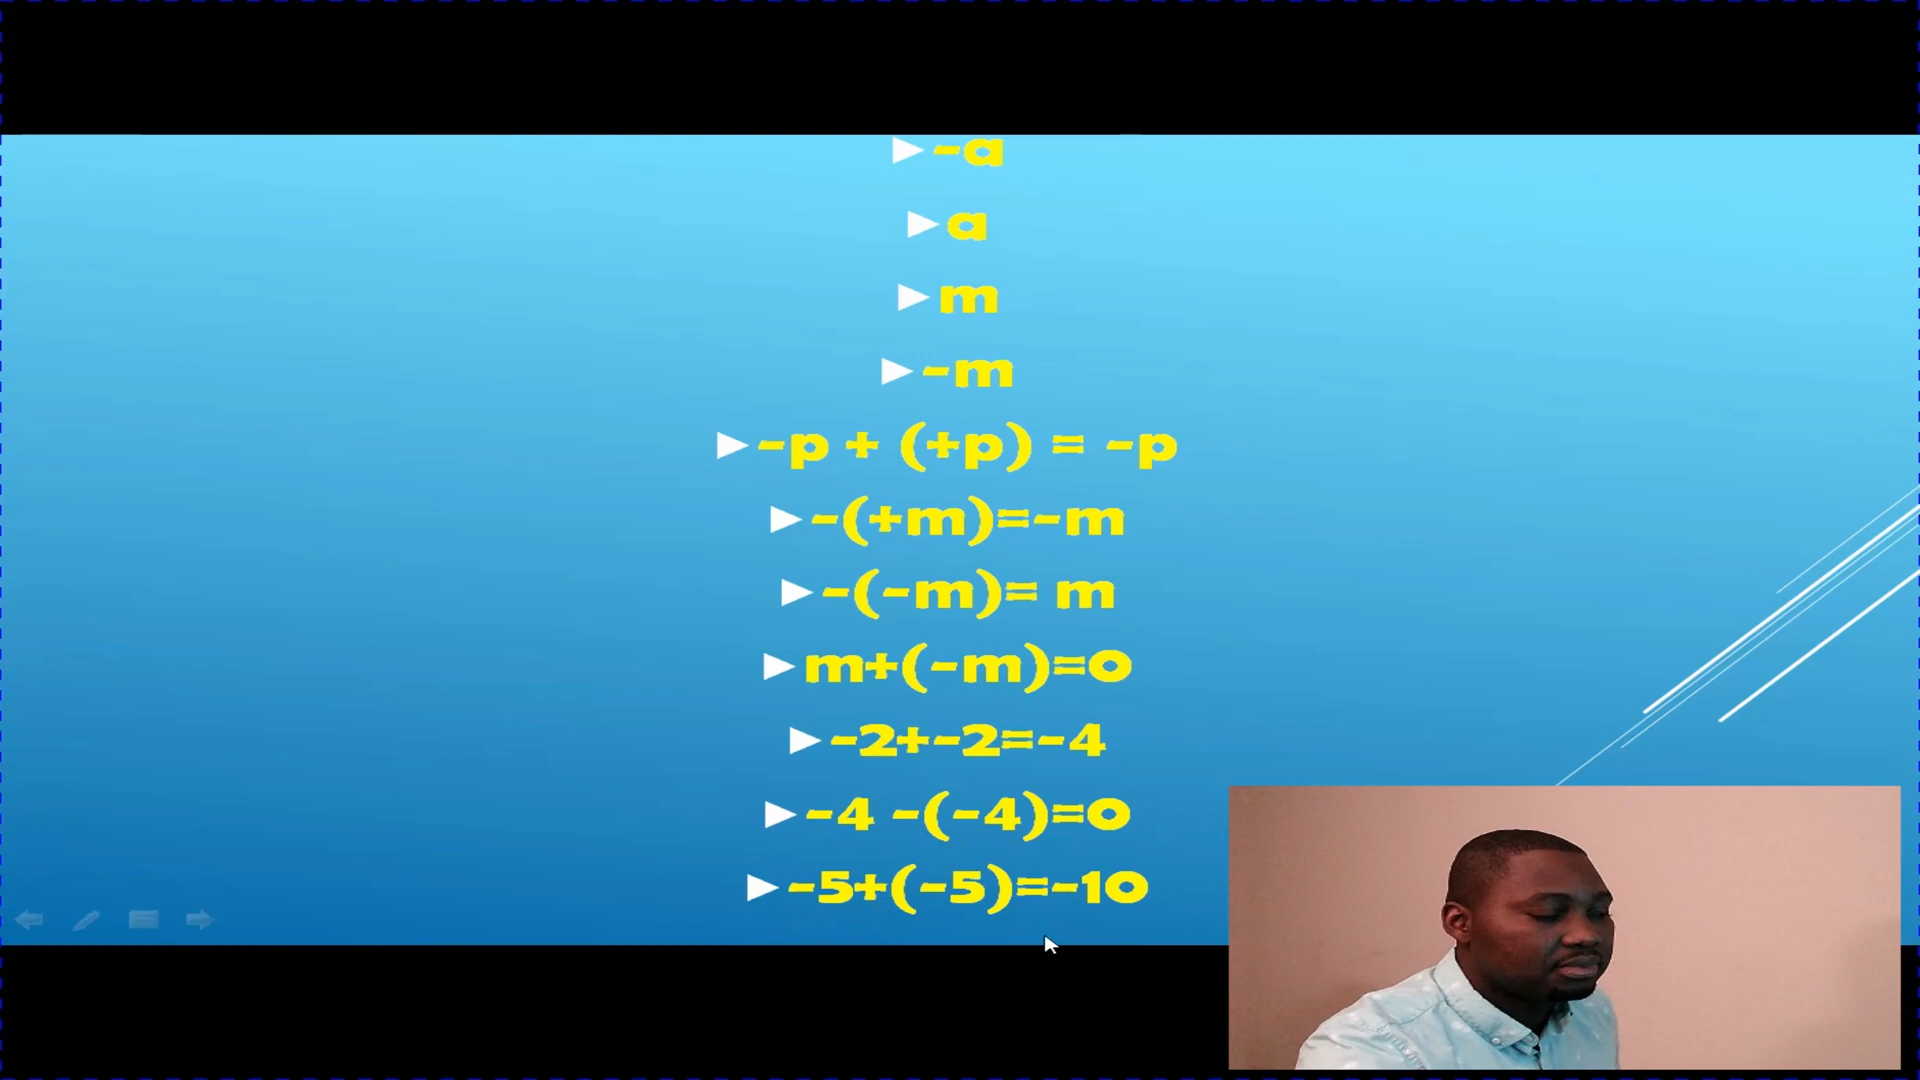 -a
a
m
-m
-p + (+p) = -p
-(+m)=-m
-(-m)= m
m+(-m)=0
-2+-2=-4
-4 -(-4)=0
-5+(-5)=-10